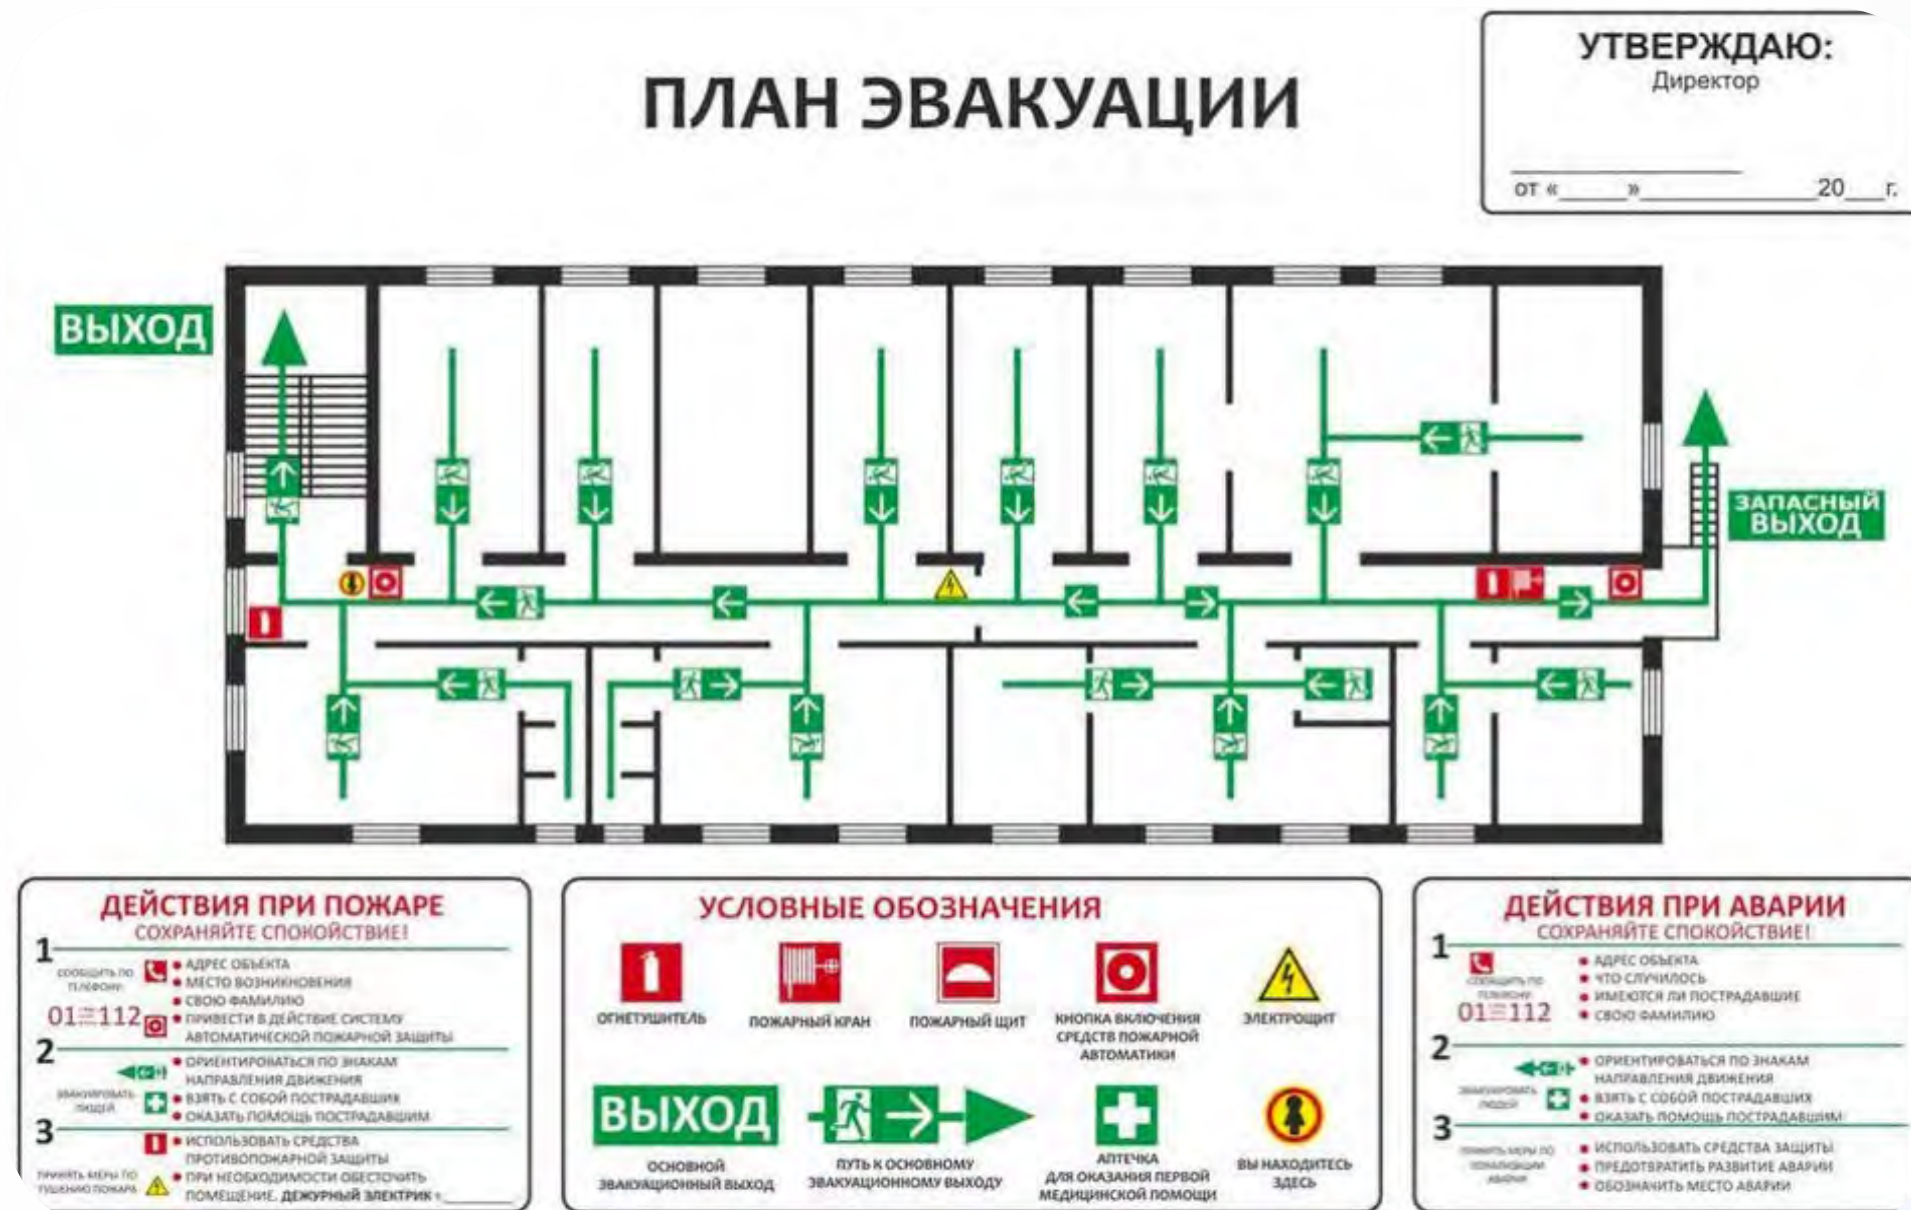 УТВЕРЖДАЮ:
Директор
от «______»________________20____г.
ПЛАН ЭВАКУАЦИИ
ВЫХОД
ЗАПАСНЫЙ
ВЫХОД
ДЕЙСТВИЯ ПРИ ПОЖАРЕ
СОХРАНЯЙТЕ СПОКОЙСТВИЕ!
1
СООБЩИТЬ ПО
ТЕЛЕФОНУ:
01 112
• АДРЕС ОБЪЕКТА
• МЕСТО ВОЗНИКНОВЕНИЯ
• СВОЮ ФАМИЛИЮ
• ПРИВЕСТИ В ДЕЙСТВИЕ СИСТЕМУ
АВТОМАТИЧЕСКОЙ ПОЖАРНОЙ ЗАЩИТЫ
2
ЭВАКУИРОВАТЬ
ЛЮДЕЙ
• ОРИЕНТИРОВАТЬСЯ ПО ЗНАКАМ
НАПРАВЛЕНИЯ ДВИЖЕНИЯ
• ВЗЯТЬ С СОБОЙ ПОСТРАДАВШИХ
• ОКАЗАТЬ ПОМОЩЬ ПОСТРАДАВШИМ
3
ПРИНЯТЬ МЕРЫ ПО
ТУШЕНИЮ ПОЖАРА
• ИСПОЛЬЗОВАТЬ СРЕДСТВА
ПРОТИВОПОЖАРНОЙ ЗАЩИТЫ
• ПРИ НЕОБХОДИМОСТИ ОБЕСТОЧИТЬ
ПОМЕЩЕНИЕ. ДЕЖУРНЫЙ ЭЛЕКТРИК
УСЛОВНЫЕ ОБОЗНАЧЕНИЯ
ОГНЕТУШИТЕЛЬ
ПОЖАРНЫЙ КРАН
ПОЖАРНЫЙ ЩИТ
КНОПКА ВКЛЮЧЕНИЯ
СРЕДСТВ ПОЖАРНОЙ
АВТОМАТИКИ
ЭЛЕКТРОЩИТ
ВЫХОД
ОСНОВНОЙ
ЭВАКУАЦИОННЫЙ ВЫХОД
ПУТЬ К ОСНОВНОМУ
ЭВАКУАЦИОННОМУ ВЫХОДУ
АПТЕЧКА
ДЛЯ ОКАЗАНИЯ ПЕРВОЙ
МЕДИЦИНСКОЙ ПОМОЩИ
ВЫ НАХОДИТЕСЬ
ЗДЕСЬ
ДЕЙСТВИЯ ПРИ АВАРИИ
СОХРАНЯЙТЕ СПОКОЙСТВИЕ!
1
СООБЩИТЬ ПО
ТЕЛЕФОНУ:
01 112
• АДРЕС ОБЪЕКТА
• ЧТО СЛУЧИЛОСЬ
• ИМЕЮТСЯ ЛИ ПОСТРАДАВШИЕ
• СВОЮ ФАМИЛИЮ
2
ЭВАКУИРОВАТЬ
ЛЮДЕЙ
• ОРИЕНТИРОВАТЬСЯ ПО ЗНАКАМ
НАПРАВЛЕНИЯ ДВИЖЕНИЯ
• ВЗЯТЬ С СОБОЙ ПОСТРАДАВШИХ
• ОКАЗАТЬ ПОМОЩЬ ПОСТРАДАВШИМ
3
ПРИНЯТЬ МЕРЫ ПО
ЛОКАЛИЗАЦИИ
АВАРИИ
• ИСПОЛЬЗОВАТЬ СРЕДСТВА ЗАЩИТЫ
• ПРЕДОТВРАТИТЬ РАЗВИТИЕ АВАРИИ
• ОБОЗНАЧИТЬ МЕСТО АВАРИИ